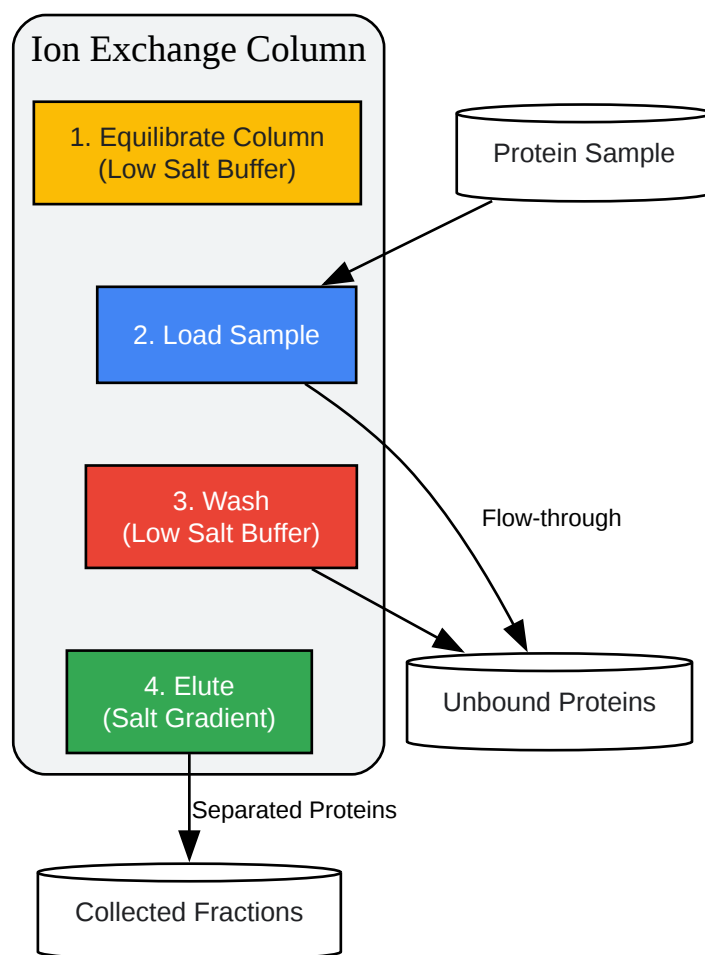 Ion Exchange Column
1. Equilibrate Column
(Low Salt Buffer)
Protein Sample
2. Load Sample
3. Wash
(Low Salt Buffer)
Flow-through
4. Elute
(Salt Gradient)
Unbound Proteins
Separated Proteins
Collected Fractions